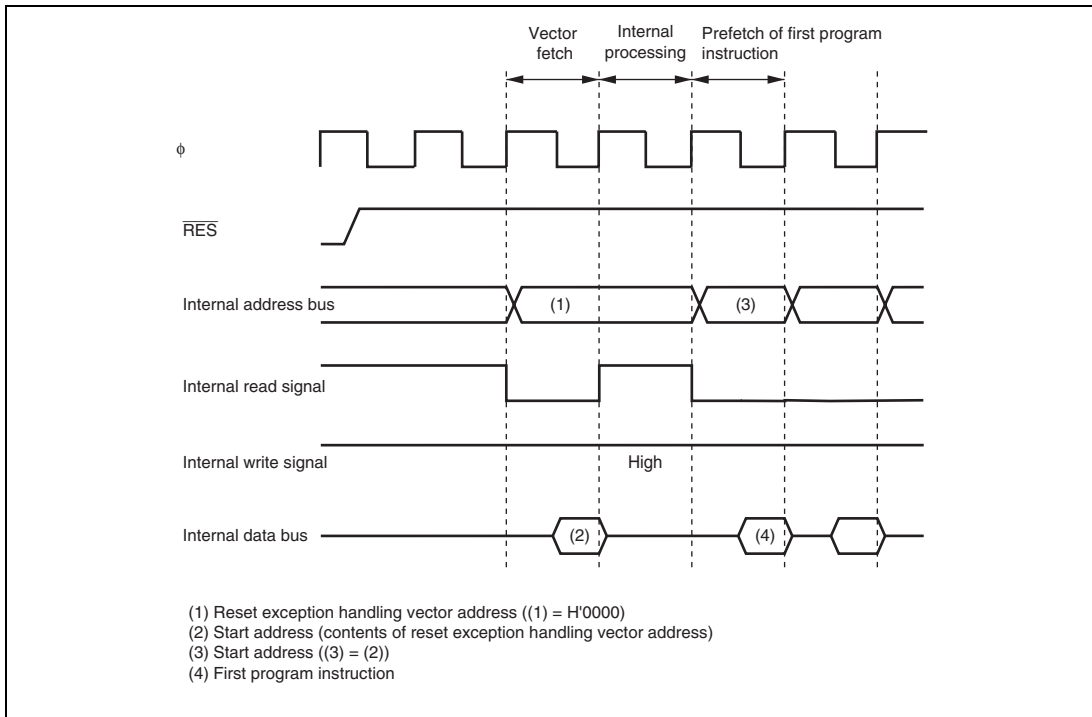 Vector
fetch
Internal
processing
Prefetch of first program
instruction
ϕ
RES
Internal address bus
(1)
(3)
Internal read signal
Internal write signal
High
Internal data bus
(2)
(4)
(1) Reset exception handling vector address ((1) = H'0000)
(2) Start address (contents of reset exception handling vector address)
(3) Start address ((3) = (2))
(4) First program instruction